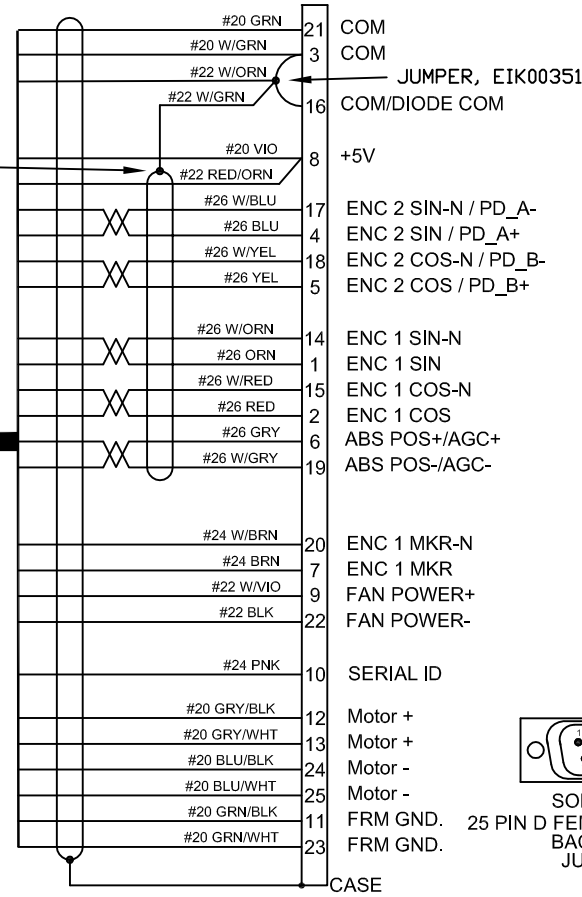 #20 GRN 21 COM
#20 W/GRN 3 COM
#22 W/ORN JUMPER, EIK00351
#22 W/GRN 16 COM/DIODE COM
#20 VIO 8 +5V
#22 RED/ORN
#26 W/BLU 17 ENC 2 SIN-N / PD_A-
#26 BLU 4 ENC 2 SIN / PD_A+
#26 W/YEL 18 ENC 2 COS-N / PD_B-
#26 YEL 5 ENC 2 COS / PD_B+
#26 W/ORN 14 ENC 1 SIN-N
#26 ORN 1 ENC 1 SIN
#26 W/RED 15 ENC 1 COS-N
#26 RED 2 ENC 1 COS
#26 GRY 6 ABS POS+/AGC+
#26 W/GRY 19 ABS POS-/AGC-
#24 W/BRN 20 ENC 1 MKR-N
#24 BRN 7 ENC 1 MKR
#22 W/VIO 9 FAN POWER+
#22 BLK 22 FAN POWER-
#24 PNK 10 SERIAL ID
#20 GRY/BLK 12 Motor +
#20 GRY/WHT 13 Motor +
#20 BLU/BLK 24 Motor -
#20 BLU/WHT 25 Motor -
#20 GRN/BLK 11 FRM GND.
#20 GRN/WHT 23 FRM GND.
CASE
25 PIN D